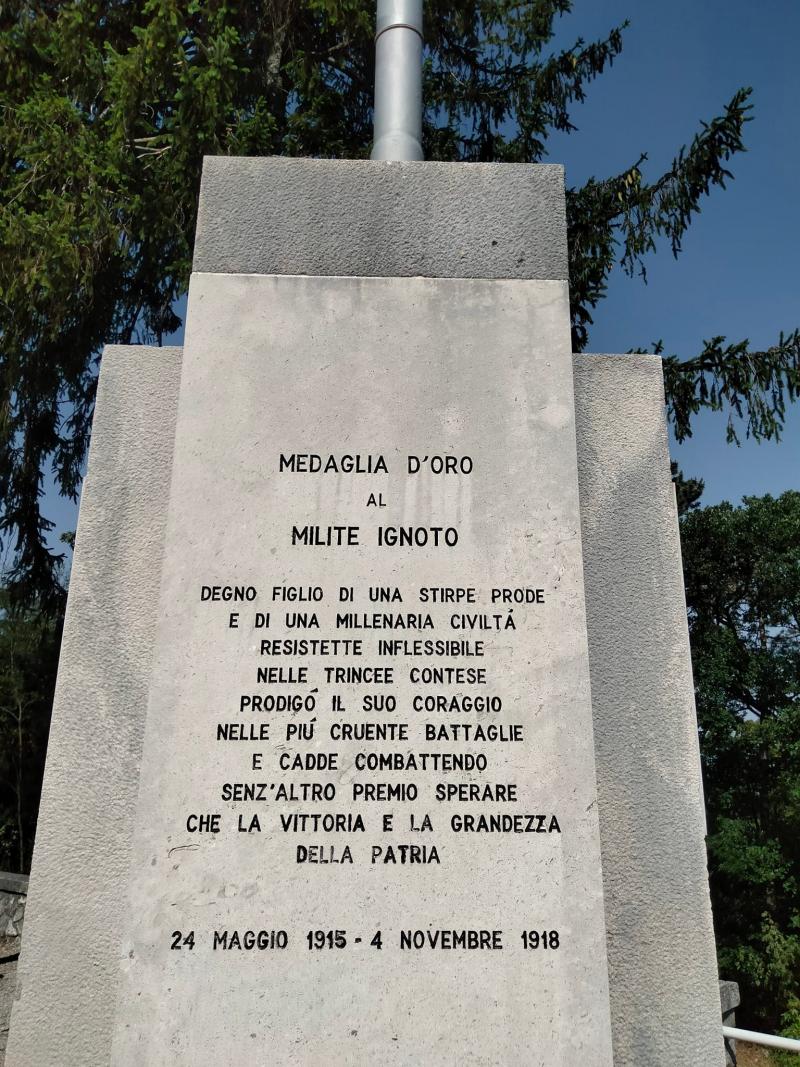 MEDAGLIA D'ORO
AL
MILITE IGNOTO
DEGNO FIGLIO DI UNA STIRPE PRODE
E DI UNA MILLENARIA CIVILTÁ
RESISTETTE INFLESSIBILE
NELLE TRINCEE CONTESE
PRODIGÓ IL SUO CORAGGIO
NELLE PIÚ CRUENTE BATTAGLIE
E CADDE COMBATTENDO
SENZ'ALTRO PREMIO SPERARE
CHE LA VITTORIA E LA GRANDEZZA
DELLA PATRIA
24 MAGGIO 1915 - 4 NOVEMBRE 1918